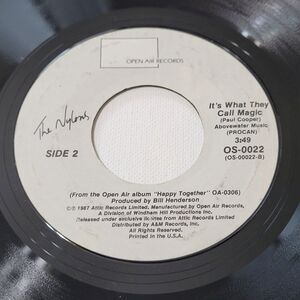 OPEN AIR RECORDS
The Nylons
SIDE 2
It's What They
Call Magic
(Paul Cooper)
Abovewater Music
(PROCAN)
3:49
OS-0022
(OS-00022-B)
(From the Open Air album "Happy Together" OA-0306)
Produced by Bill Henderson
©℗ 1987 Attic Records Limited, Manufactured by Open Air Records,
A Division of Windham Hill Productions Inc.
Released under exclusive license from Attic Records Limited
Distributed by A&M Records, Inc.
All Rights Reserved.
Printed in the U.S.A.